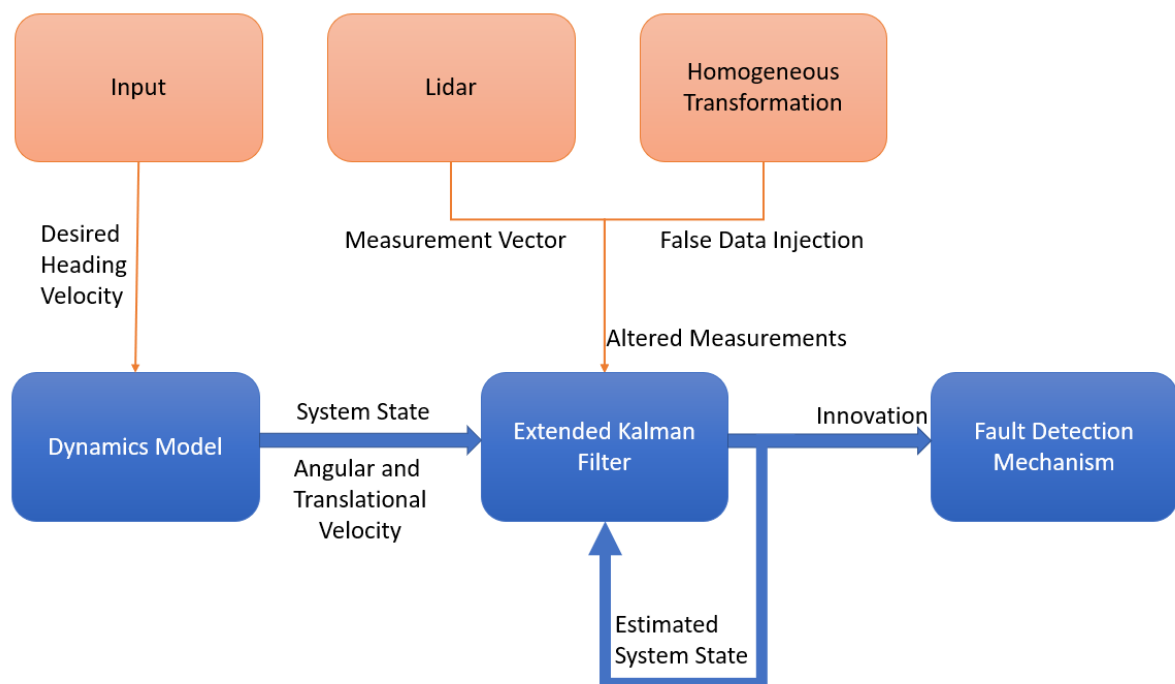 Input
Lidar
Homogeneous
Transformation
Desired
Heading
Velocity
Measurement Vector
False Data Injection
Altered Measurements
Dynamics Model
System State
Angular and
Translational
Velocity
Extended Kalman
Filter
Innovation
Fault Detection
Mechanism
Estimated
System State